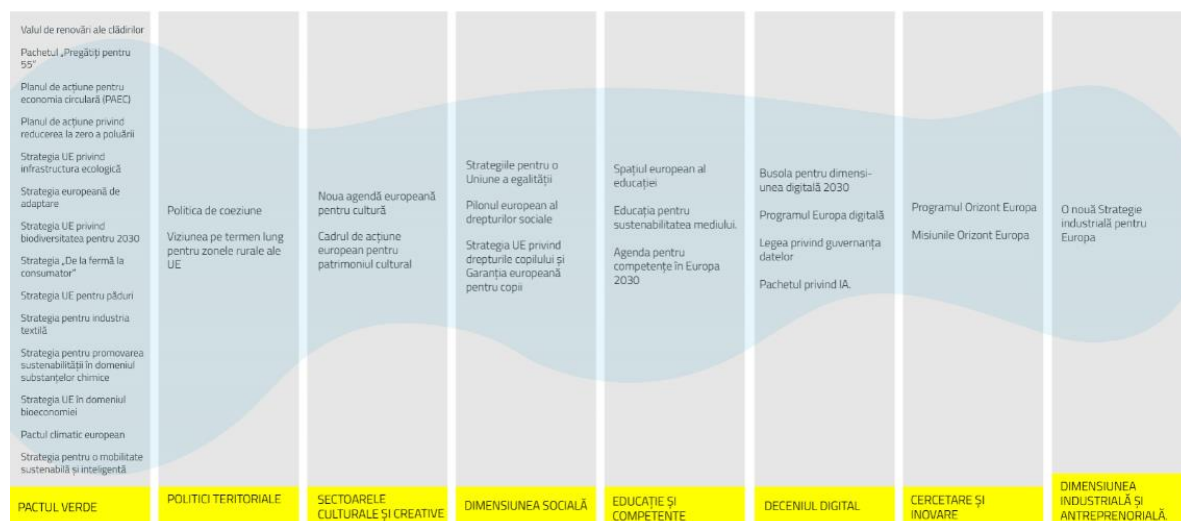 Valul de renovări ale clădirilor
Pachetul „Pregătiți pentru
55”
Planul de acțiune pentru
economia circulară (PAEC)
Planul de acțiune privind
reducerea la zero a poluării
Strategia UE privind
infrastructura ecologică
Strategia europeană de
adaptare
Strategia UE privind
biodiversitatea pentru 2030
Strategia „De la fermă la
consumator”
Strategia UE pentru păduri
Strategia pentru industria
textilă
Strategia pentru promovarea
sustenabilității în domeniul
substanțelor chimice
Strategia UE în domeniul
bioeconomiei
Pactul climatic european
Strategia pentru o mobilitate
sustenabilă și inteligentă
PACTUL VERDE
Politica de coeziune
Viziunea pe termen lung
pentru zonele rurale ale
UE
POLITICI TERITORIALE
Noua agendă europeană
pentru cultură
Cadrul de acțiune
european pentru
patrimoniul cultural
SECTOARELE
CULTURALE ȘI CREATIVE
Strategiile pentru o
Uniune a egalității
Pilonul european al
drepturilor sociale
Strategia UE privind
drepturile copilului și
Garanția europeană
pentru copii
DIMENSIUNEA SOCIALĂ
Spațiul european al
educației
Educația pentru
sustenabilitatea mediului.
Agenda pentru
competențe în Europa
2030
EDUCAȚIE ȘI
COMPETENȚE
Busola pentru dimensi-
unea digitală 2030
Programul Europa digitală
Legea privind guvernanța
datelor
Pachetul privind IA.
DECENIUL DIGITAL
Programul Orizont Europa
Misiunile Orizont Europa
CERCETARE ȘI
INOVARE
O nouă Strategie
industrială pentru
Europa
DIMENSIUNEA
INDUSTRIALĂ ȘI
ANTREPRENORIALĂ.